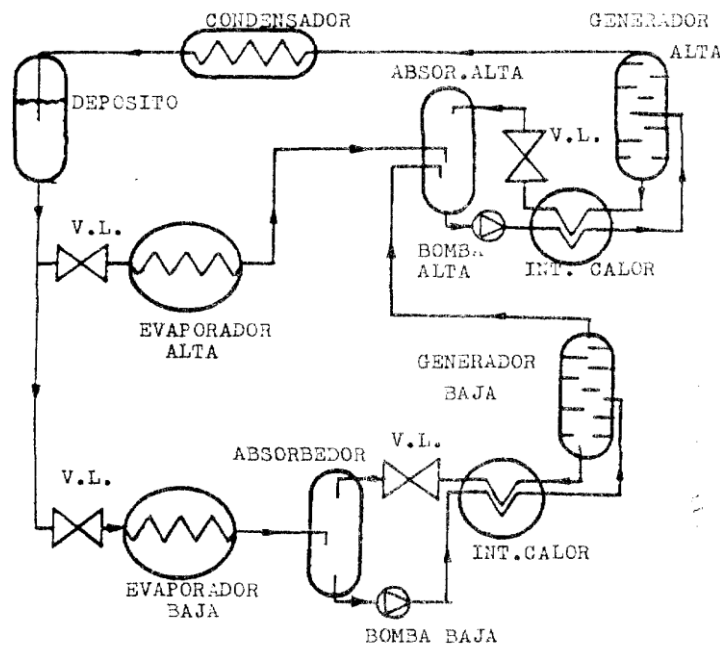 CONDENSADOR
GENERADOR
ALTA
ABSOR.ALTA
DEPOSITO
V.L.
V.L.
BOMBA
ALTA
INT. CALOR
EVAPORADOR
ALTA
GENERADOR
BAJA
V.L.
ABSORBEDOR
V.L.
INT.CALOR
EVAPORADOR
BAJA
BOMBA BAJA